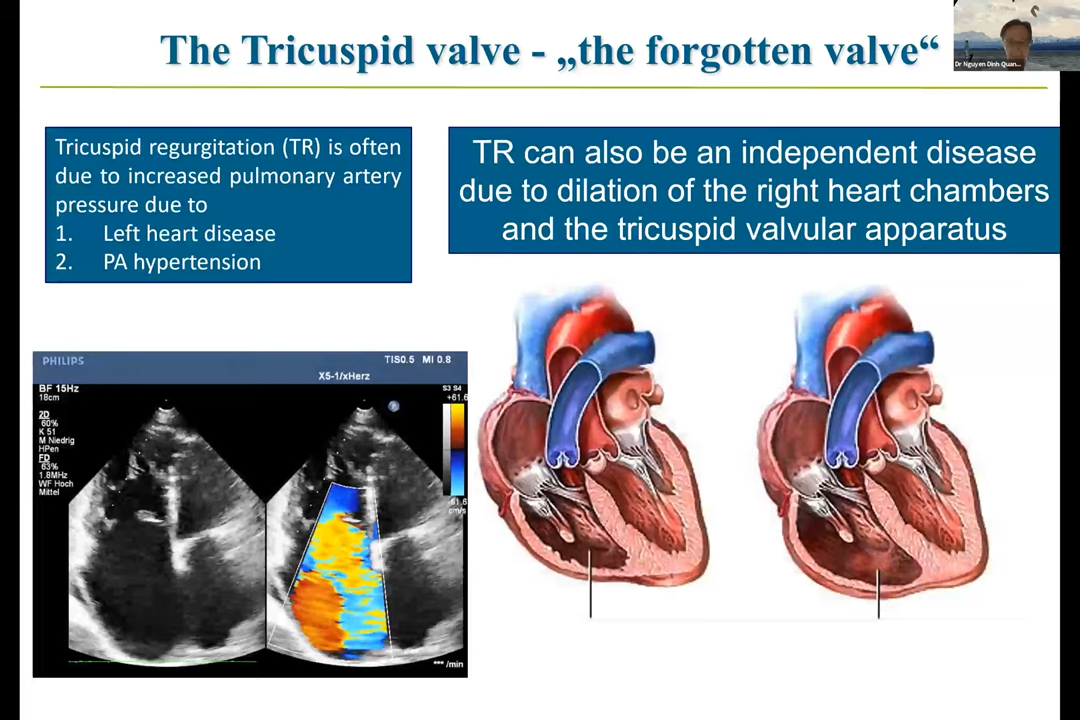 The Tricuspid valve - „the forgotten valve“
Dr Nguyen Dinh Quan...
Tricuspid regurgitation (TR) is often
due to increased pulmonary artery
pressure due to
1. Left heart disease
2. PA hypertension
TR can also be an independent disease
due to dilation of the right heart chambers
and the tricuspid valvular apparatus
PHILIPS
TIS0.5 MI 0.8
X5-1/xHerz
BF 15Hz
18cm
2D
60%
K 51
M Niedrig
HPen
FD
63%
1.8MHz
WF Hoch
Mittel
S3 S4
+61.6
cm/s
*** /min